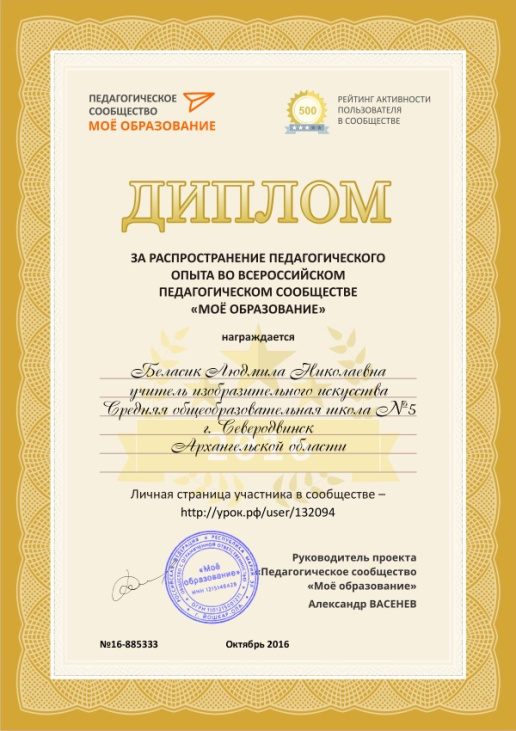 ПЕДАГОГИЧЕСКОЕ
СООБЩЕСТВО
МОЁ ОБРАЗОВАНИЕ
500
РЕЙТИНГ АКТИВНОСТИ
ПОЛЬЗОВАТЕЛЯ
В СООБЩЕСТВЕ
ДИПЛОМ
ЗА РАСПРОСТРАНЕНИЕ ПЕДАГОГИЧЕСКОГО
ОПЫТА ВО ВСЕРОССИЙСКОМ
ПЕДАГОГИЧЕСКОМ СООБЩЕСТВЕ
«МОЁ ОБРАЗОВАНИЕ»
награждается
Беласик Людмила Николаевна
учитель изобразительного искусства
Средняя общеобразовательная школа №5
г. Северодвинск
Архангельской области
2016
Личная страница участника в сообществе –
http://урок.рф/user/132094
Руководитель проекта
«Педагогическое сообщество
«Моё образование»
Александр ВАСЕНЕВ
«Моё
образование»
№16-885333
Октябрь 2016